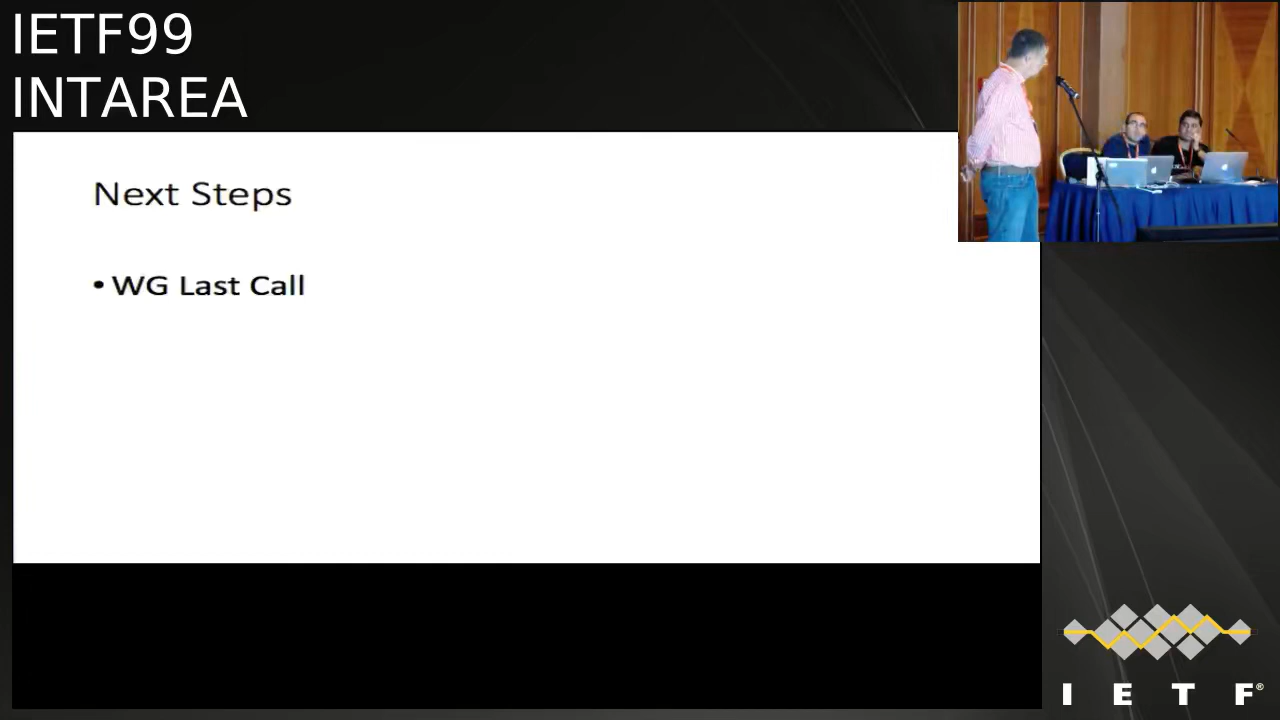 IETF99
INTAREA
Next Steps
• WG Last Call
I E T F®